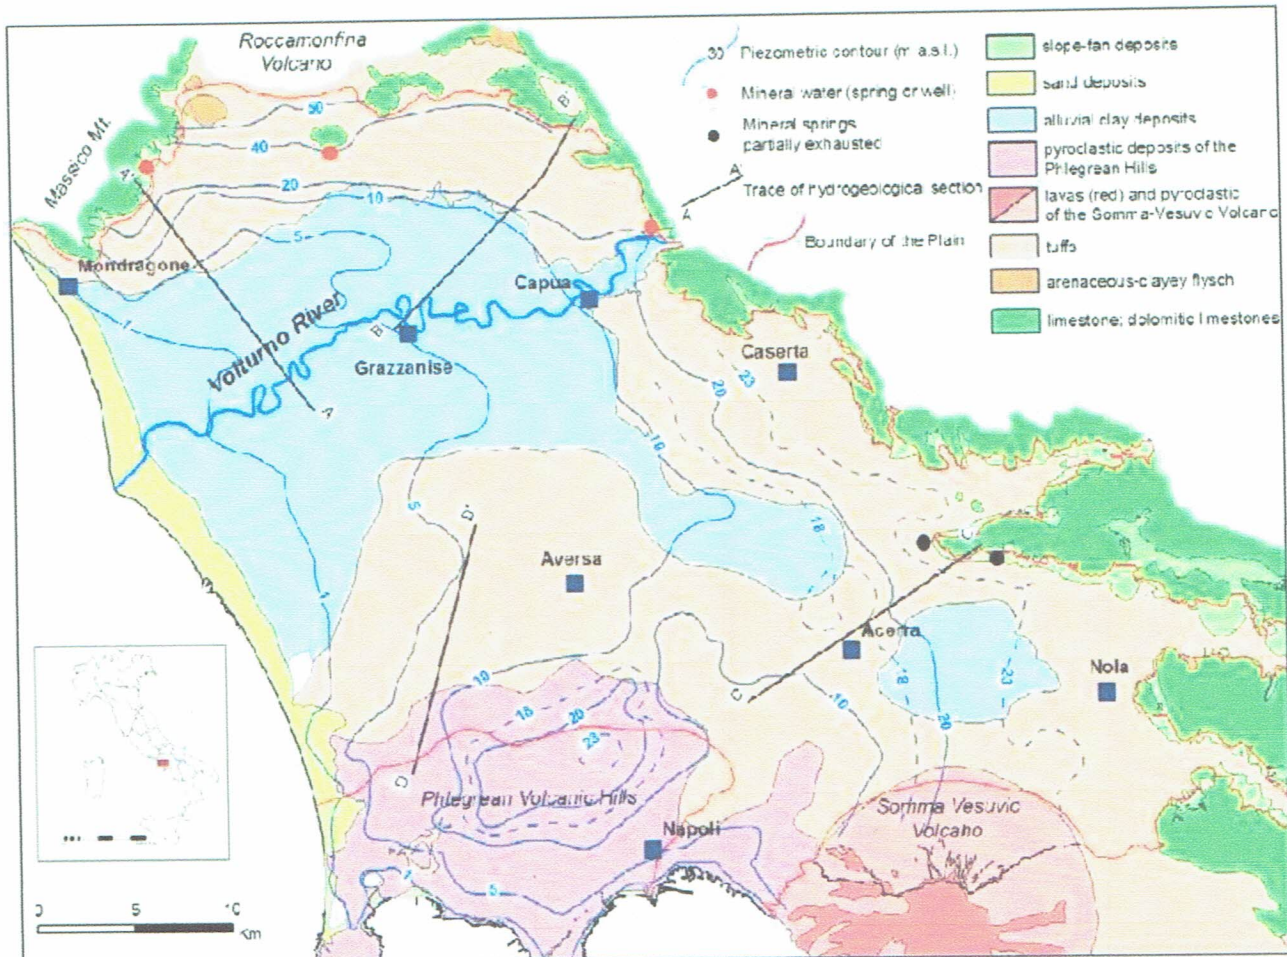 Roccamonfina
Volcano
Massico Mt.
30 Piezometric contour (m a.s.l.)
Mineral water (spring or well)
Mineral springs
partially exhausted
A'
Trace of hydrogeological section
A
Boundary of the Plain
slope-fan deposits
sand deposits
alluvial clay deposits
pyroclastic deposits of the
Phlegrean Hills
lavas (red) and pyroclastic
of the Somma-Vesuvic Volcano
tuffs
arenaceous-clayey flysch
limestone; dolomitic limestones
50
40
20
10
5
1
A'
B'
Mondragone
Capua
Volturno River
B
Grazzanise
A
Caserta
23
20
10
5
D'
Aversa
18
C'
Acerra
Nola
C
1
10
18
20
23
10
18
20
23
D
Phlegrean Volcanic Hills
Napoli
Somma Vesuvic
Volcano
1
5
0 5 10
Km